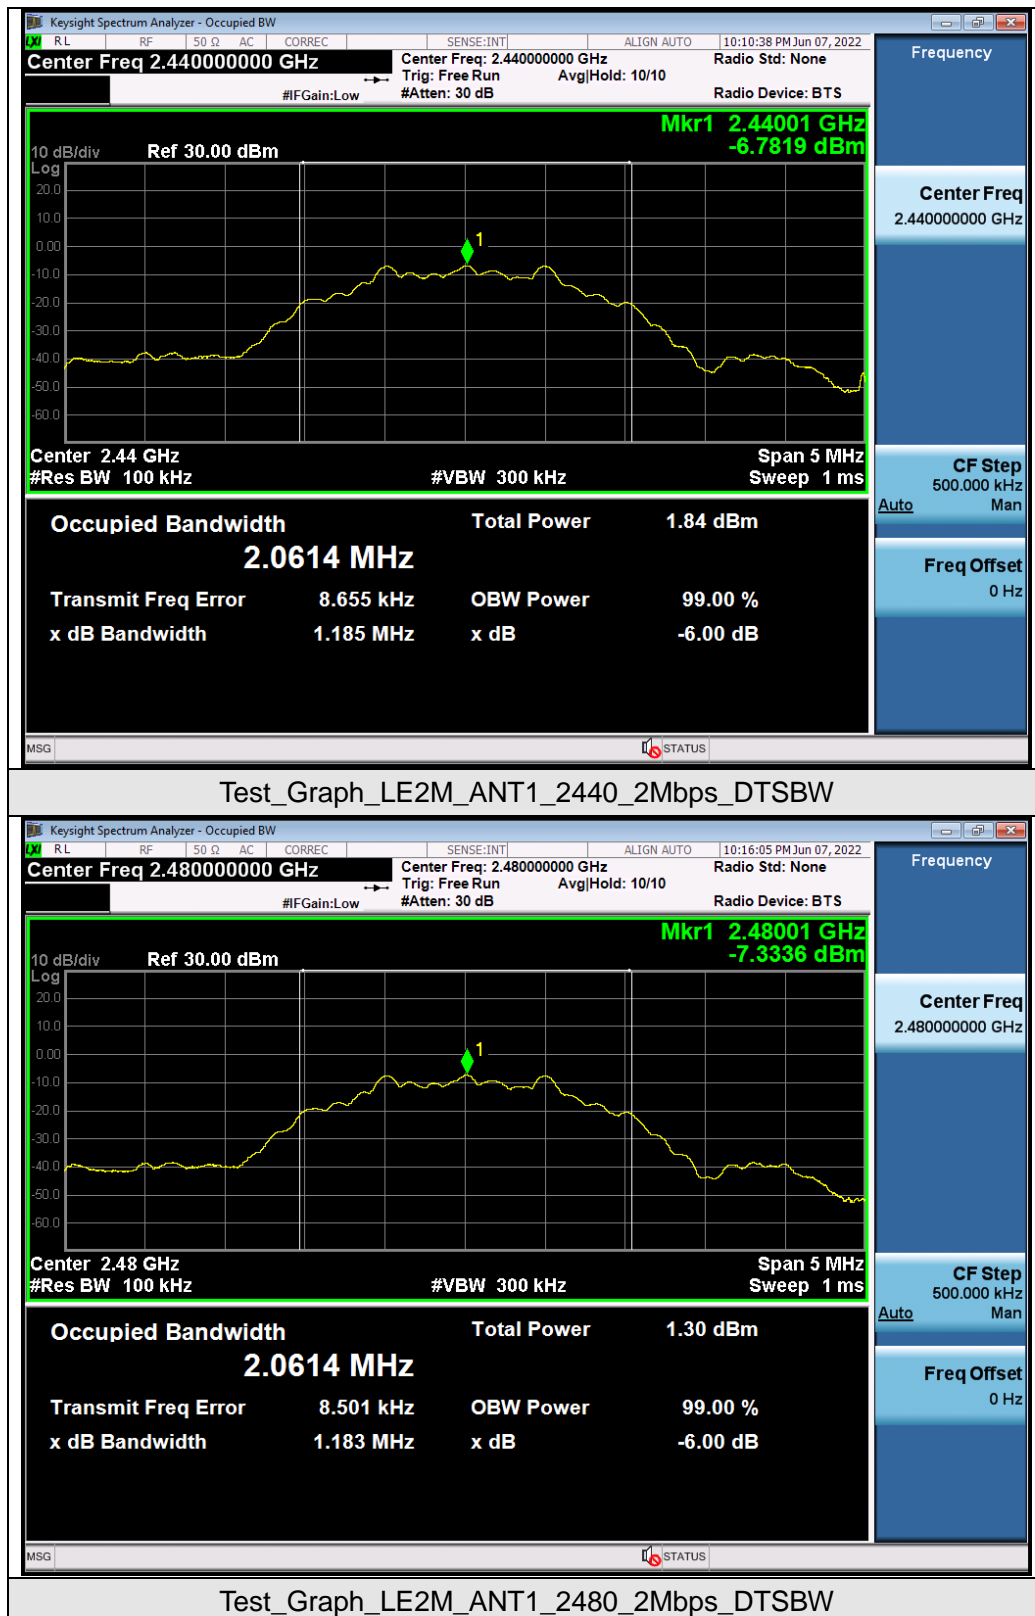 Keysight Spectrum Analyzer - Occupied BW
LXI RL RF 50 Ω AC CORREC SENSE:INT ALIGN AUTO 10:10:38 PM Jun 07, 2022
Center Freq 2.440000000 GHz
Center Freq: 2.440000000 GHz
Radio Std: None
Trig: Free Run Avg|Hold: 10/10
#IFGain:Low #Atten: 30 dB Radio Device: BTS
Frequency
Mkr1 2.44001 GHz
-6.7819 dBm
10 dB/div Ref 30.00 dBm
Log
20.0
10.0
0.00
-10.0
-20.0
-30.0
-40.0
-50.0
-60.0
1
Center 2.44 GHz Span 5 MHz
#Res BW 100 kHz #VBW 300 kHz Sweep 1 ms
Center Freq
2.440000000 GHz
CF Step
500.000 kHz
Auto Man
Freq Offset
0 Hz
Occupied Bandwidth Total Power 1.84 dBm
2.0614 MHz
Transmit Freq Error 8.655 kHz OBW Power 99.00 %
x dB Bandwidth 1.185 MHz x dB -6.00 dB
MSG STATUS
Test_Graph_LE2M_ANT1_2440_2Mbps_DTSBW
Keysight Spectrum Analyzer - Occupied BW
LXI RL RF 50 Ω AC CORREC SENSE:INT ALIGN AUTO 10:16:05 PM Jun 07, 2022
Center Freq 2.480000000 GHz
Center Freq: 2.480000000 GHz
Radio Std: None
Trig: Free Run Avg|Hold: 10/10
#IFGain:Low #Atten: 30 dB Radio Device: BTS
Frequency
Mkr1 2.48001 GHz
-7.3336 dBm
10 dB/div Ref 30.00 dBm
Log
20.0
10.0
0.00
-10.0
-20.0
-30.0
-40.0
-50.0
-60.0
1
Center 2.48 GHz Span 5 MHz
#Res BW 100 kHz #VBW 300 kHz Sweep 1 ms
Center Freq
2.480000000 GHz
CF Step
500.000 kHz
Auto Man
Freq Offset
0 Hz
Occupied Bandwidth Total Power 1.30 dBm
2.0614 MHz
Transmit Freq Error 8.501 kHz OBW Power 99.00 %
x dB Bandwidth 1.183 MHz x dB -6.00 dB
MSG STATUS
Test_Graph_LE2M_ANT1_2480_2Mbps_DTSBW